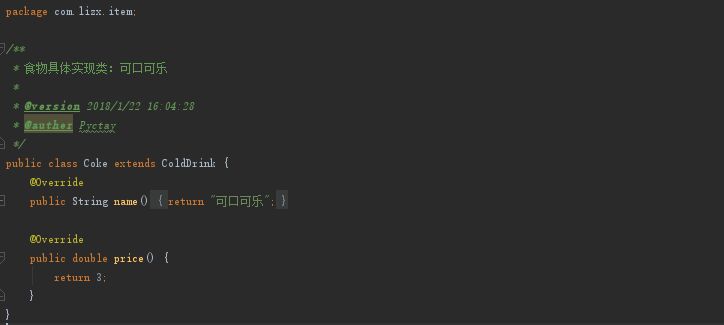 package com.lizx.item;
/**
 * 食物具体实现类：可口可乐
 *
 * @version 2018/1/22 16:04:28
 * @auther Pyctay
 */
public class Coke extends ColdDrink {
    @Override
    public String name() { return "可口可乐"; }
    @Override
    public double price() {
        return 3;
    }
}